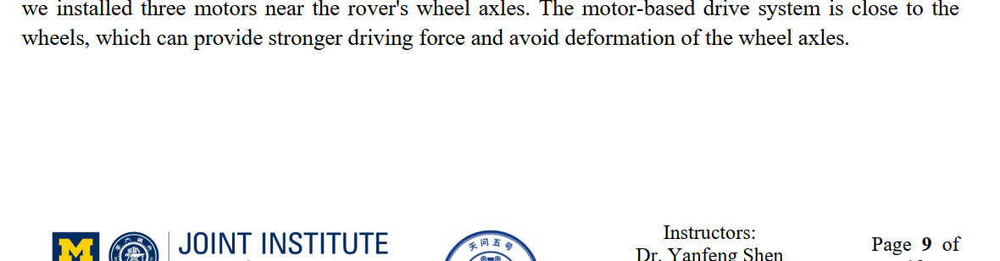 we installed three motors near the rover's wheel axles. The motor-based drive system is close to the
wheels, which can provide stronger driving force and avoid deformation of the wheel axles.
M
JOINT INSTITUTE
天问五号
Instructors:
Dr. Yanfeng Shen
Page 9 of